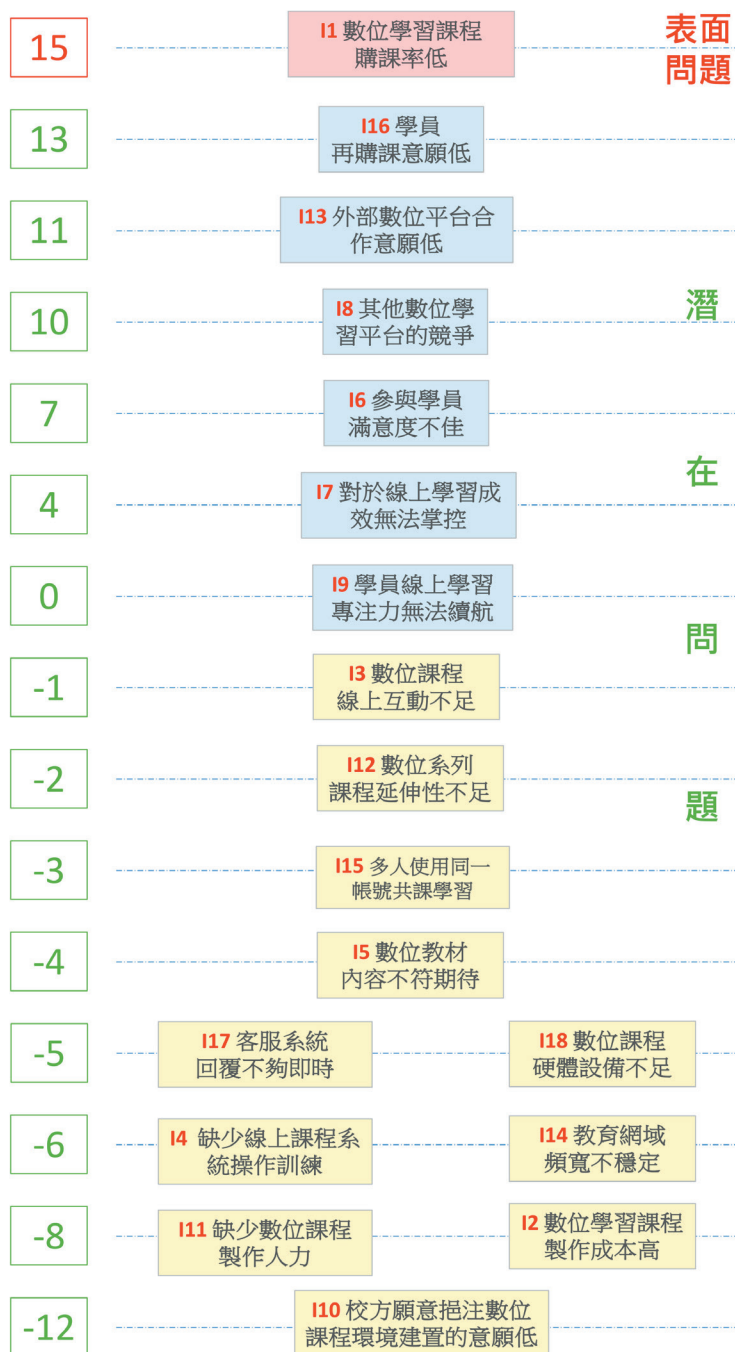 15
I1 數位學習課程
購課率低
表面
問題
13
I16 學員
再購課意願低
11
I13 外部數位平台合
作意願低
10
I8 其他數位學
習平台的競爭
潛
7
I6 參與學員
滿意度不佳
在
4
I7 對於線上學習成
效無法掌控
0
I9 學員線上學習
專注力無法續航
問
-1
I3 數位課程
線上互動不足
-2
I12 數位系列
課程延伸性不足
題
-3
I15 多人使用同一
帳號共課學習
-4
I5 數位教材
內容不符期待
-5
I17 客服系統
回覆不夠即時
I18 數位課程
硬體設備不足
-6
I4 缺少線上課程系
統操作訓練
I14 教育網域
頻寬不穩定
-8
I11 缺少數位課程
製作人力
I2 數位學習課程
製作成本高
-12
I10 校方願意挹注數位
課程環境建置的意願低